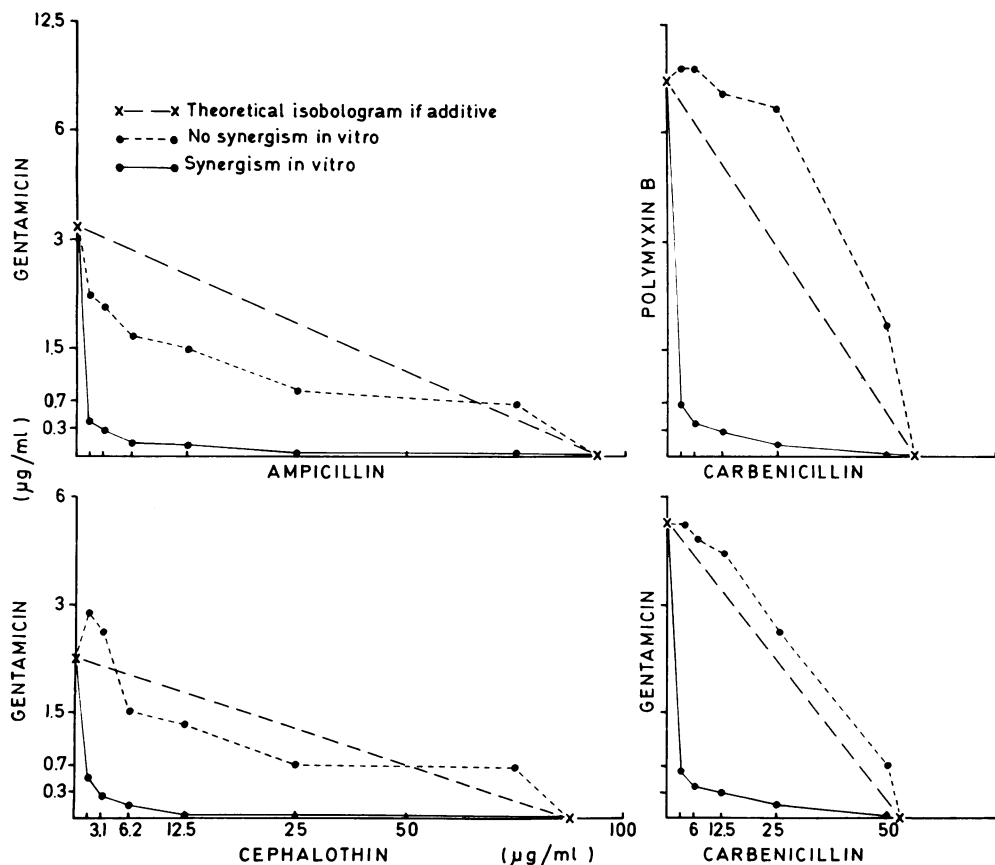 12.5
6
3
1.5
0.7
0.3
GENTAMICIN
(µg/ml)
x— —x Theoretical isobologram if additive
No synergism in vitro
Synergism in vitro
AMPICILLIN
POLYMYXIN B
CARBENICILLIN
6
3
1.5
0.7
0.3
GENTAMICIN
3,1 6.2 12.5 25 50 100
CEPHALOTHIN (µg/ml)
GENTAMICIN
6 12.5 25 50
CARBENICILLIN